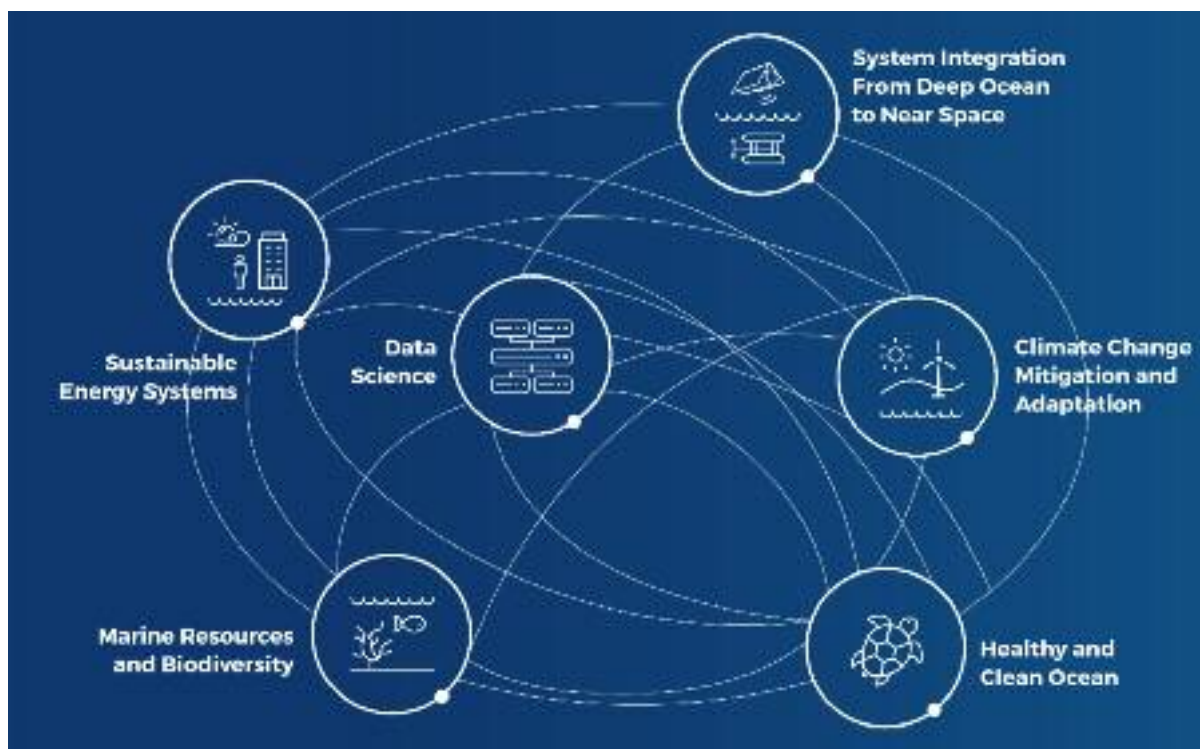 System Integration
From Deep Ocean
to Near Space
Sustainable
Energy Systems
Data
Science
Climate Change
Mitigation and
Adaptation
Marine Resources
and Biodiversity
Healthy and
Clean Ocean